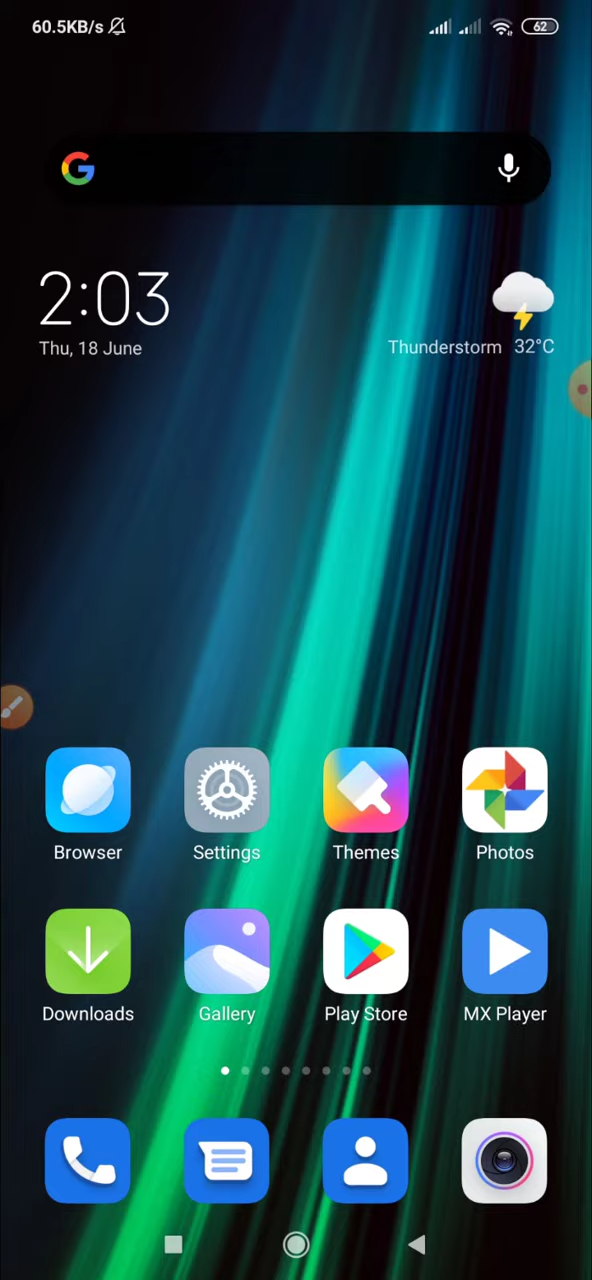 60.5KB/s 62
2:03
Thu, 18 June
Thunderstorm 32°C
Browser Settings Themes Photos
Downloads Gallery Play Store MX Player